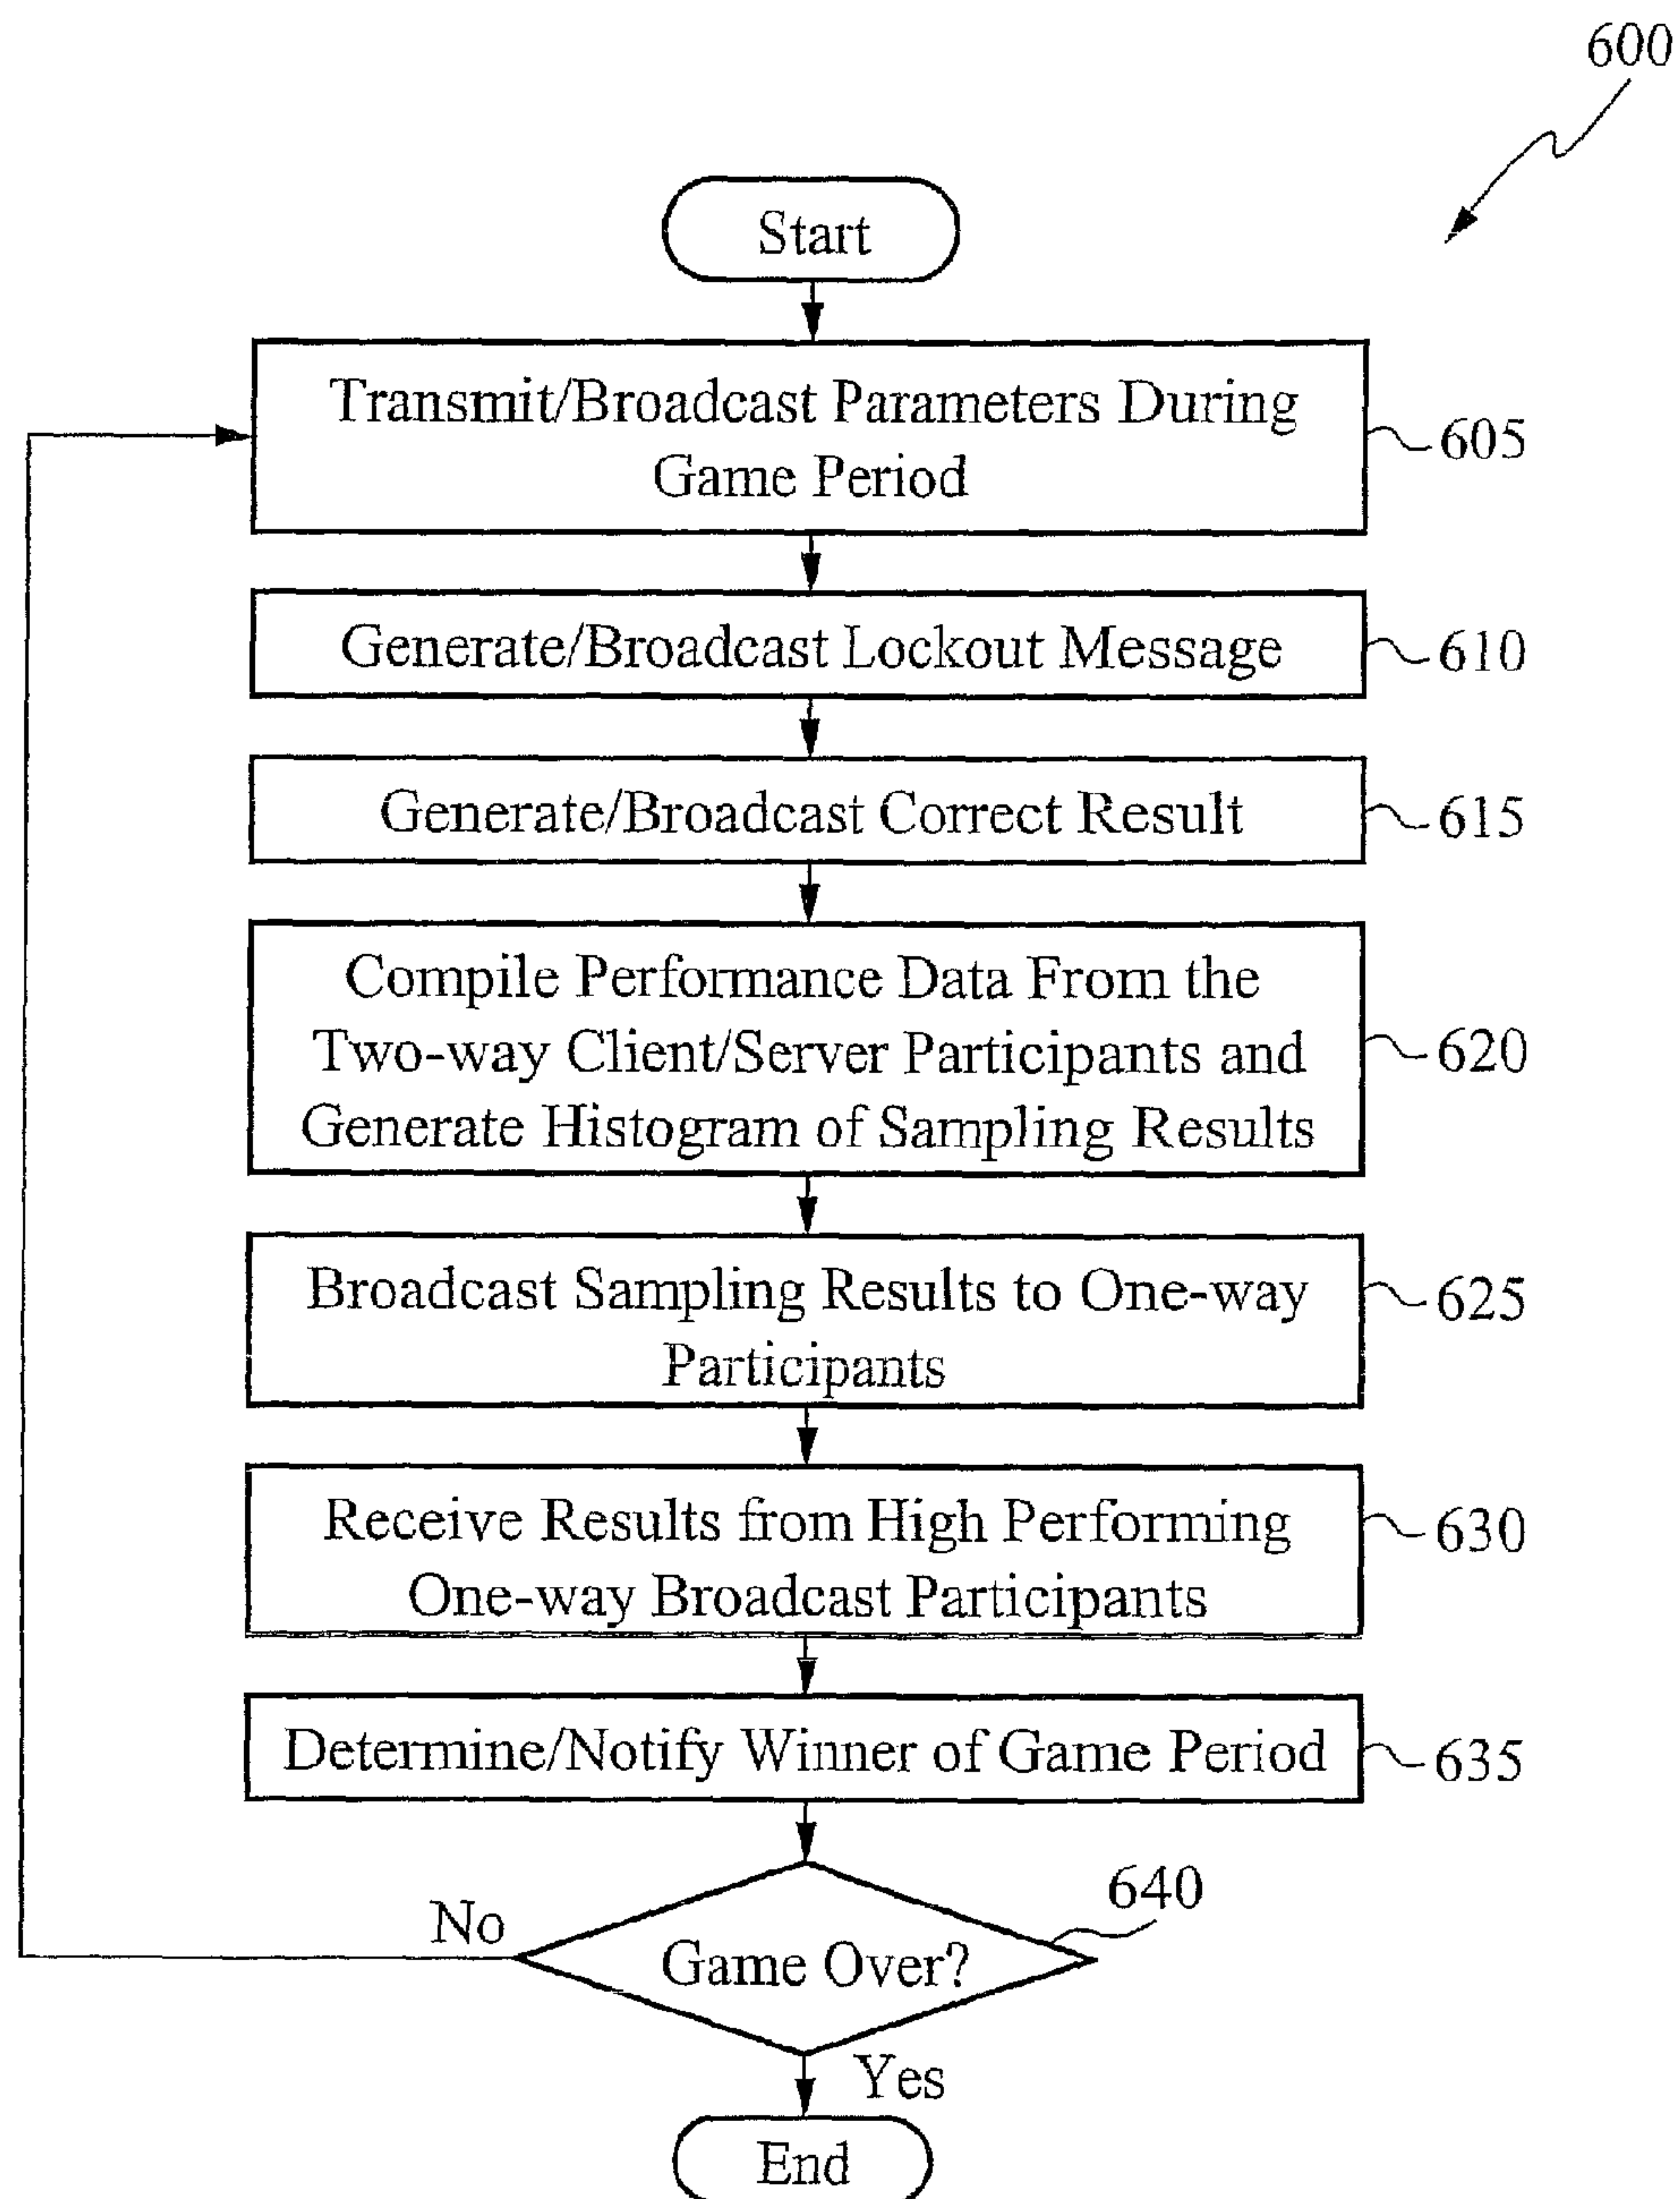 600
Start
Transmit/Broadcast Parameters During
Game Period
605
Generate/Broadcast Lockout Message
610
Generate/Broadcast Correct Result
615
Compile Performance Data From the
Two-way Client/Server Participants and
Generate Histogram of Sampling Results
620
Broadcast Sampling Results to One-way
Participants
625
Receive Results from High Performing
One-way Broadcast Participants
630
Determine/Notify Winner of Game Period
635
640
No
Game Over?
Yes
End